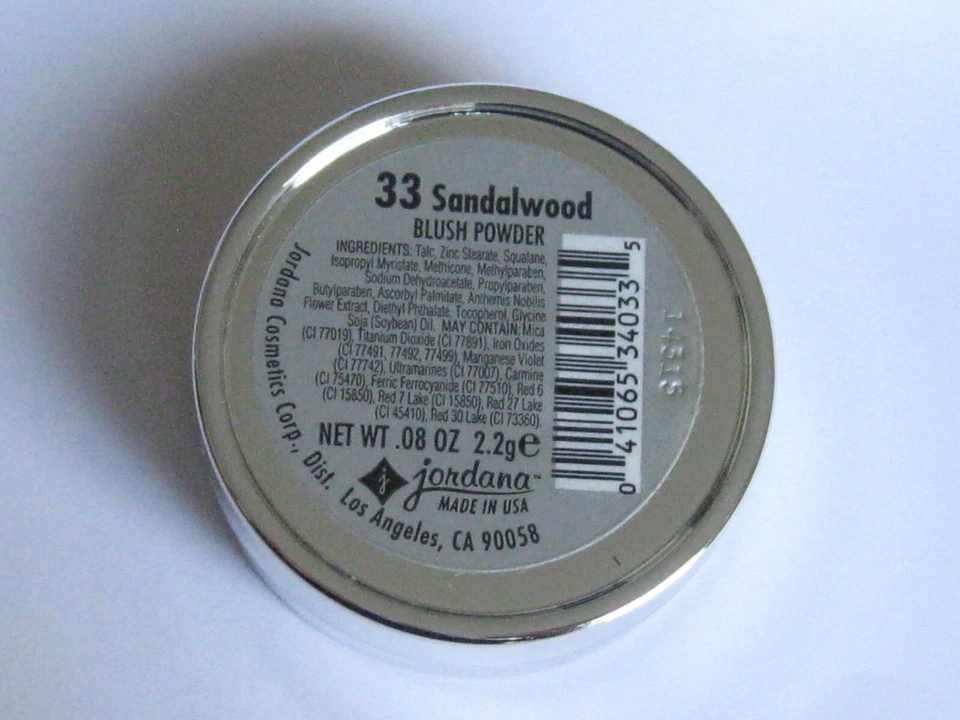 33 Sandalwood
BLUSH POWDER
INGREDIENTS: Talc, Zinc Stearate, Squalane,
Isopropyl Myristate, Methicone, Methylparaben,
Sodium Dehydroacetate, Propylparaben,
Butylparaben, Ascorbyl Palmitate, Anthemis Nobilis
Flower Extract, Diethyl Phthalate, Tocopherol, Glycine
Soja (Soybean) Oil. MAY CONTAIN: Mica
(CI 77019), Titanium Dioxide (CI 77891), Iron Oxides
(CI 77491, 77492, 77499), Manganese Violet
(CI 77742), Ultramarines (CI 77007), Carmine
(CI 75470), Ferric Ferrocyanide (CI 77510), Red 6
(CI 15850), Red 7 Lake (CI 15850), Red 27 Lake
(CI 45410), Red 30 Lake (CI 73360).
NET WT .08 OZ 2.2g e
j jordana™
MADE IN USA
Jordana Cosmetics Corp., Dist. Los Angeles, CA 90058
0 41065 34033 5
14315